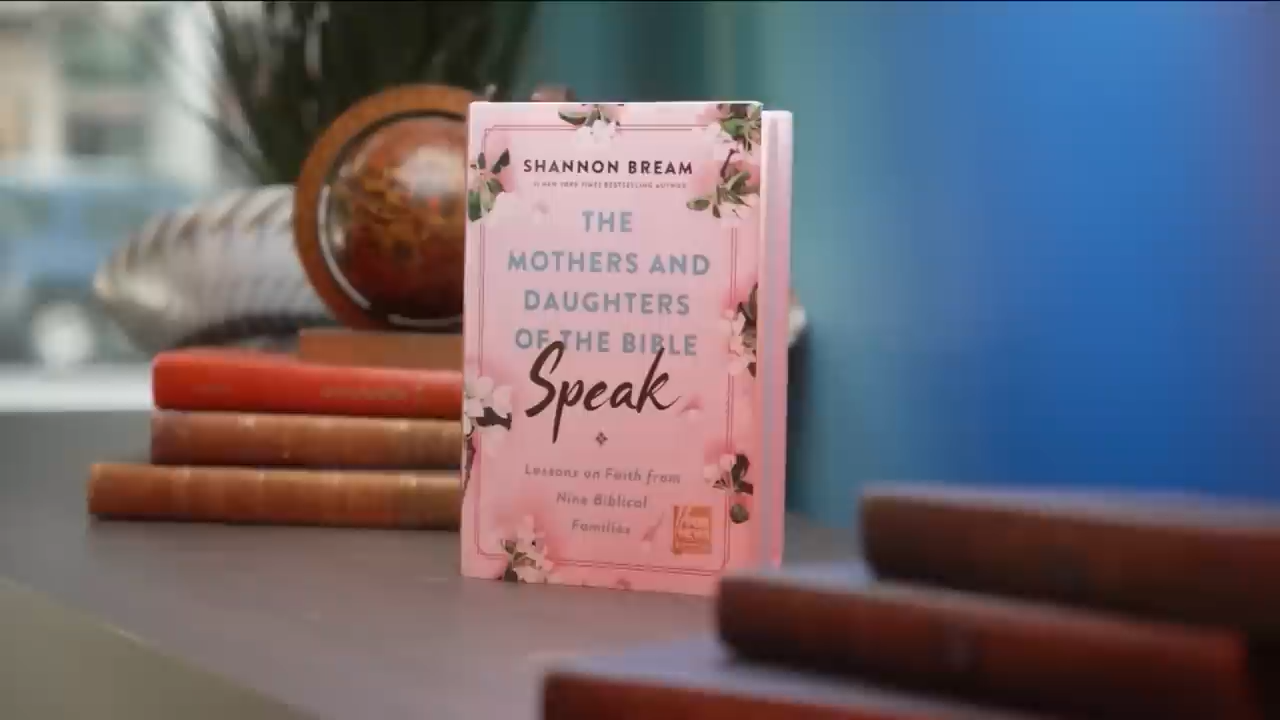 SHANNON BREAM
#1 NEW YORK TIMES BESTSELLING AUTHOR
THE
MOTHERS AND
DAUGHTERS
OF THE BIBLE
Speak
Lessons on Faith from
Nine Biblical
Families